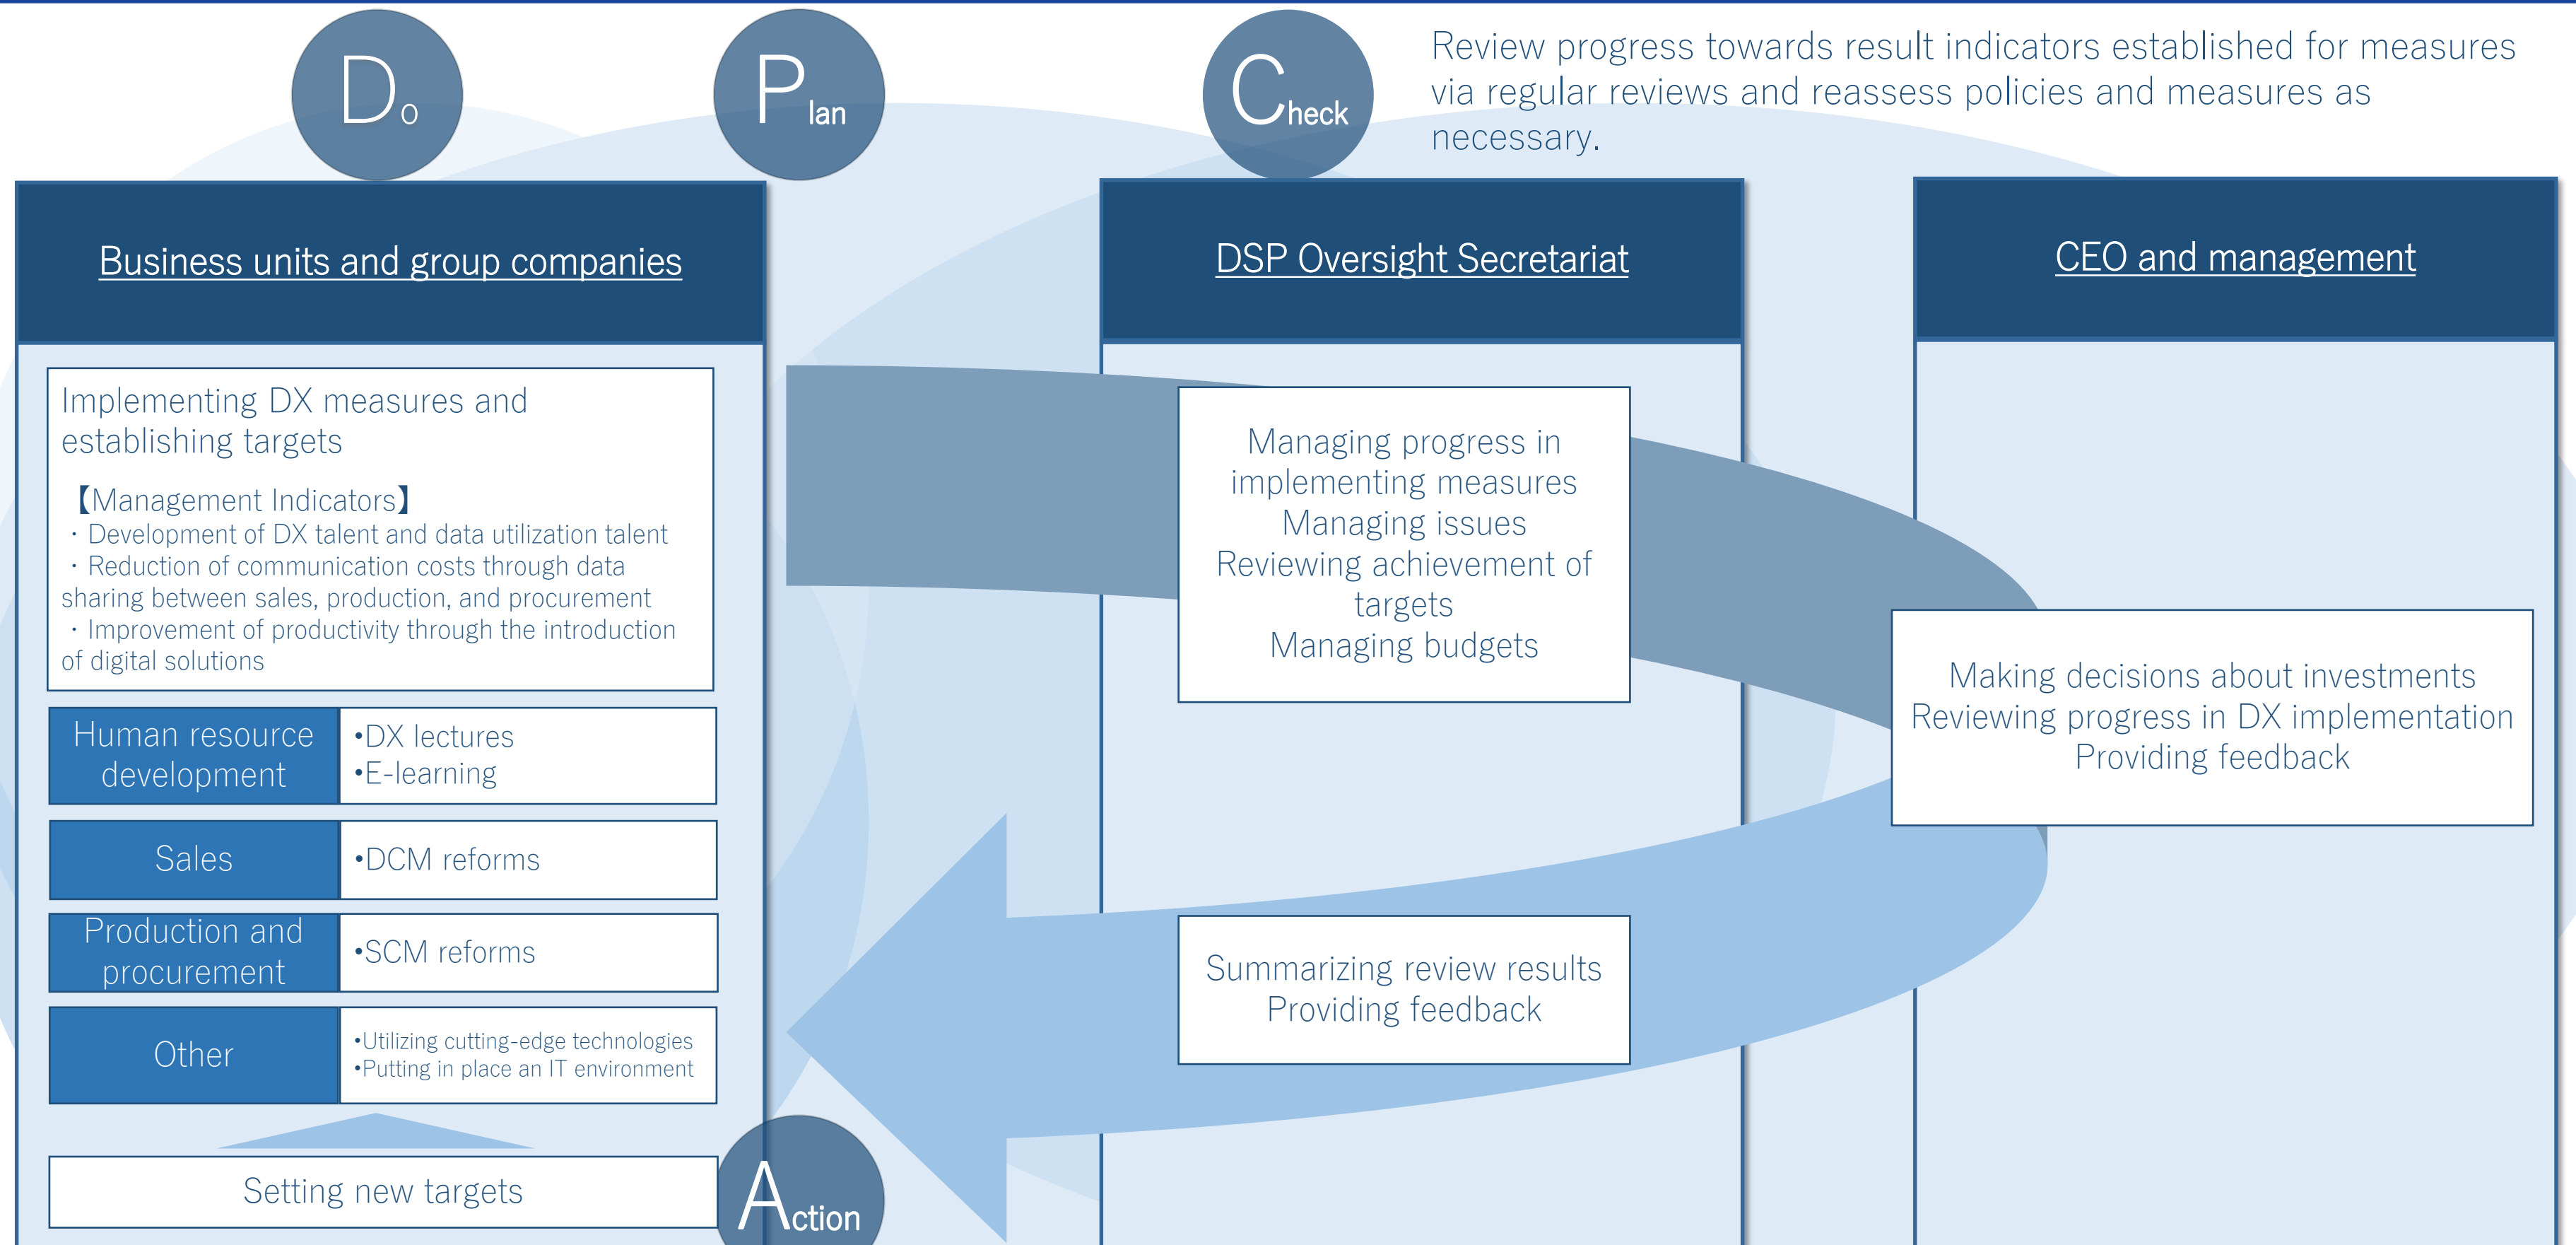 Do
Plan
Check
Review progress towards result indicators established for measures
via regular reviews and reassess policies and measures as
necessary.
Business units and group companies
Implementing DX measures and
establishing targets
【Management Indicators】
・Development of DX talent and data utilization talent
・Reduction of communication costs through data
sharing between sales, production, and procurement
・Improvement of productivity through the introduction
of digital solutions
Human resource
development
•DX lectures
•E-learning
Sales
•DCM reforms
Production and
procurement
•SCM reforms
Other
•Utilizing cutting-edge technologies
•Putting in place an IT environment
Setting new targets
Action
DSP Oversight Secretariat
Managing progress in
implementing measures
Managing issues
Reviewing achievement of
targets
Managing budgets
Summarizing review results
Providing feedback
CEO and management
Making decisions about investments
Reviewing progress in DX implementation
Providing feedback